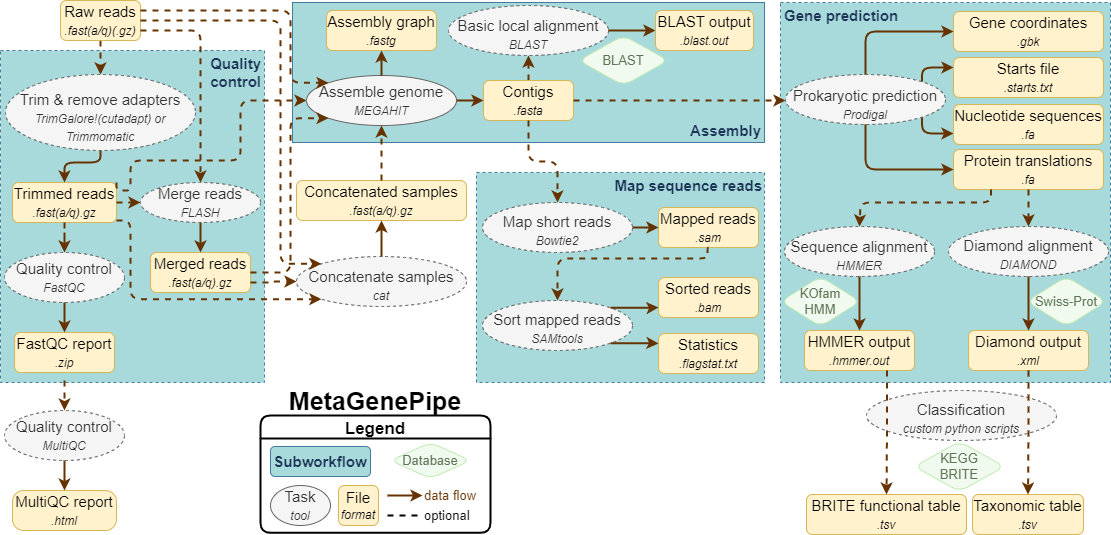 Raw reads
.fast(a/q)(.gz)
Quality
control
Trim & remove adapters
TrimGalore!(cutadapt) or
Trimmomatic
Trimmed reads
.fast(a/q).gz
Merge reads
FLASH
Quality control
FastQC
Merged reads
.fast(a/q).gz
FastQC report
.zip
Quality control
MultiQC
MultiQC report
.html
Assembly graph
.fastg
Basic local alignment
BLAST
BLAST output
.blast.out
BLAST
Assemble genome
MEGAHIT
Contigs
.fasta
Assembly
Concatenated samples
.fast(a/q).gz
Concatenate samples
cat
Map sequence reads
Map short reads
Bowtie2
Mapped reads
.sam
Sort mapped reads
SAMtools
Sorted reads
.bam
Statistics
.flagstat.txt
Gene prediction
Gene coordinates
.gbk
Prokaryotic prediction
Prodigal
Starts file
.starts.txt
Nucleotide sequences
.fa
Protein translations
.fa
Sequence alignment
HMMER
Diamond alignment
DIAMOND
KOfam
HMM
Swiss-Prot
HMMER output
.hmmer.out
Diamond output
.xml
Classification
custom python scripts
KEGG
BRITE
BRITE functional table
.tsv
Taxonomic table
.tsv
MetaGenePipe
Legend
Subworkflow
Database
Task
tool
File
format
data flow
optional